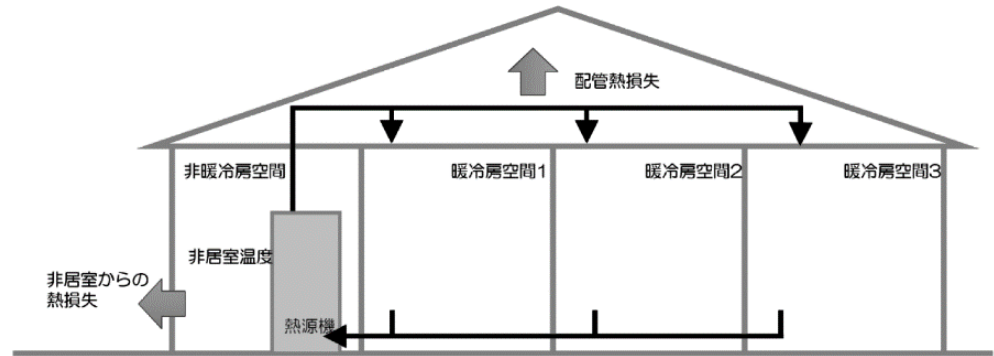 配管熱損失
非暖冷房空間
暖冷房空間1
暖冷房空間2
暖冷房空間3
非居室温度
非居室からの
熱損失
熱源機